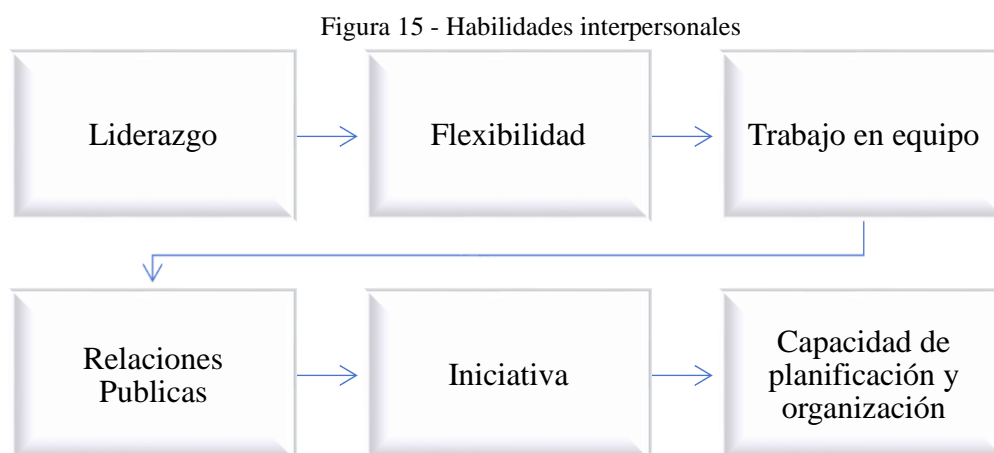 Figura 15 - Habilidades interpersonales
Liderazgo
Flexibilidad
Trabajo en equipo
Relaciones
Publicas
Iniciativa
Capacidad de
planificación y
organización